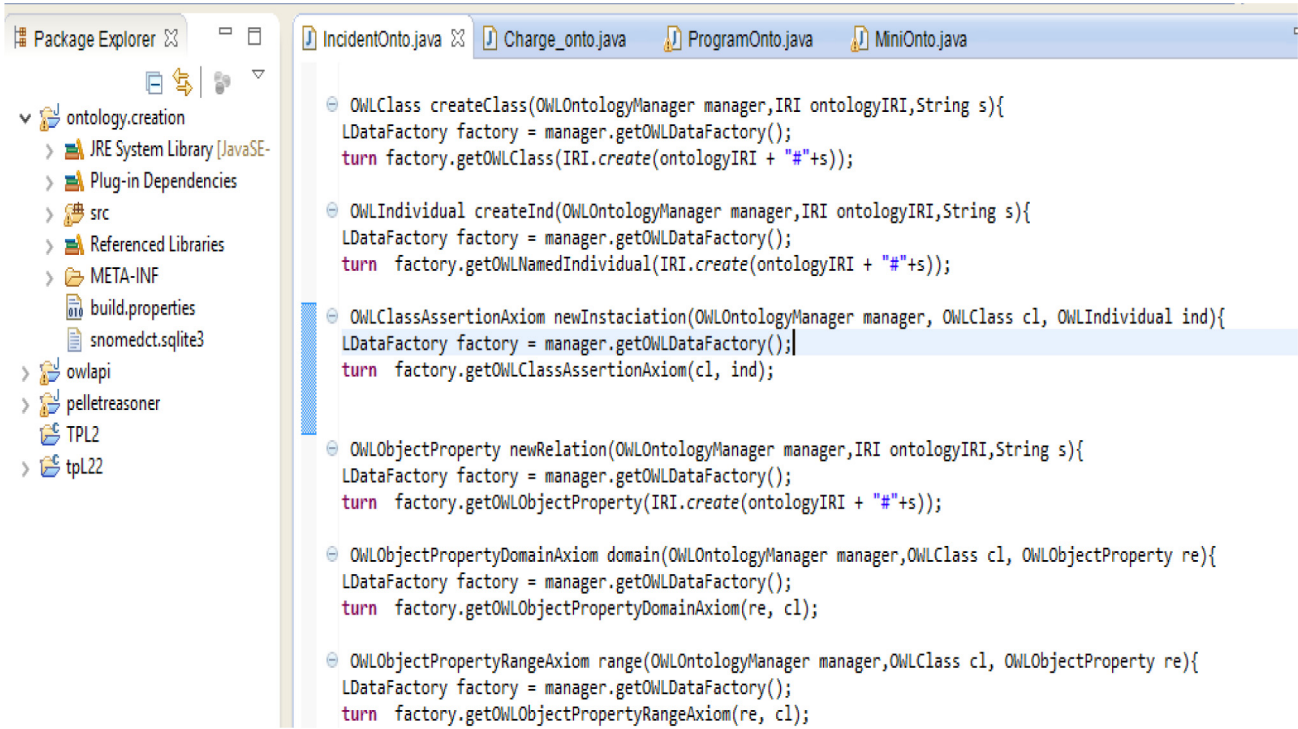 Package Explorer
ontology.creation
JRE System Library [JavaSE-
Plug-in Dependencies
src
Referenced Libraries
META-INF
build.properties
snomedct.sqlite3
owlapi
pelletreasoner
TPL2
tpL22
IncidentOnto.java Charge_onto.java ProgramOnto.java MiniOnto.java
OWLClass createClass(OWLOntologyManager manager,IRI ontologyIRI,String s){
LDataFactory factory = manager.getOWLDataFactory();
turn factory.getOWLClass(IRI.create(ontologyIRI + "#"+s));
OWLIndividual createInd(OWLOntologyManager manager,IRI ontologyIRI,String s){
LDataFactory factory = manager.getOWLDataFactory();
turn factory.getOWLNamedIndividual(IRI.create(ontologyIRI + "#"+s));
OWLClassAssertionAxiom newInstaciation(OWLOntologyManager manager, OWLClass cl, OWLIndividual ind){
LDataFactory factory = manager.getOWLDataFactory();
turn factory.getOWLClassAssertionAxiom(cl, ind);
OWLObjectProperty newRelation(OWLOntologyManager manager,IRI ontologyIRI,String s){
LDataFactory factory = manager.getOWLDataFactory();
turn factory.getOWLObjectProperty(IRI.create(ontologyIRI + "#"+s));
OWLObjectPropertyDomainAxiom domain(OWLOntologyManager manager,OWLClass cl, OWLObjectProperty re){
LDataFactory factory = manager.getOWLDataFactory();
turn factory.getOWLObjectPropertyDomainAxiom(re, cl);
OWLObjectPropertyRangeAxiom range(OWLOntologyManager manager,OWLClass cl, OWLObjectProperty re){
LDataFactory factory = manager.getOWLDataFactory();
turn factory.getOWLObjectPropertyRangeAxiom(re, cl);